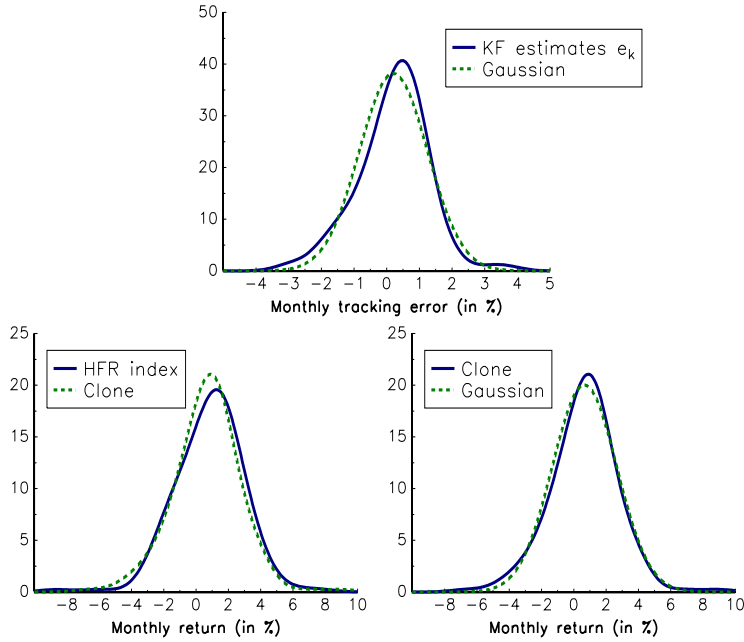 50
40
30
20
10
0
KF estimates e_k
Gaussian
−4 −3 −2 −1 0 1 2 3 4 5
Monthly tracking error (in %)
25
20
15
10
5
0
HFR index
Clone
−8 −6 −4 −2 0 2 4 6 8 10
Monthly return (in %)
25
20
15
10
5
0
Clone
Gaussian
−8 −6 −4 −2 0 2 4 6 8 10
Monthly return (in %)